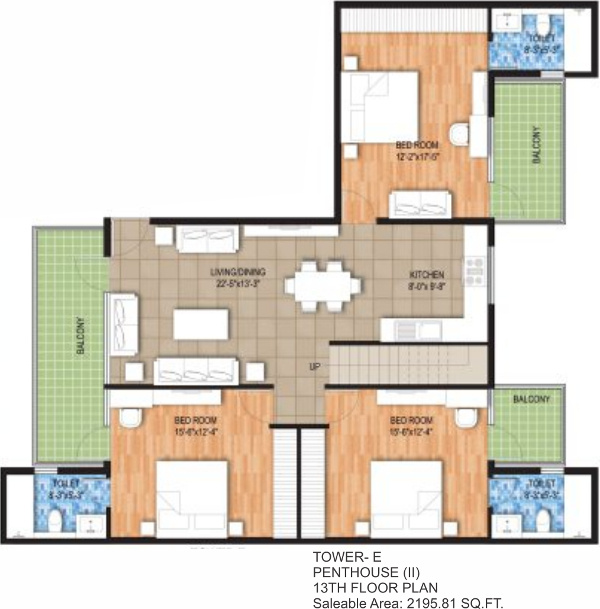 TOILET
8'-3"x5'-3"
BALCONY
BED ROOM
12'-2"x17'-5"
LIVING/DINING
22'-5"x13'-3"
KITCHEN
8'-0"x 9'-8"
BALCONY
UP
BED ROOM
15'-6"x12'-4"
BED ROOM
15'-6"x12'-4"
BALCONY
TOILET
8'-3"x5'-3"
TOILET
8'-3"x5'-3"
TOWER- E
PENTHOUSE (II)
13TH FLOOR PLAN
Saleable Area: 2195.81 SQ.FT.